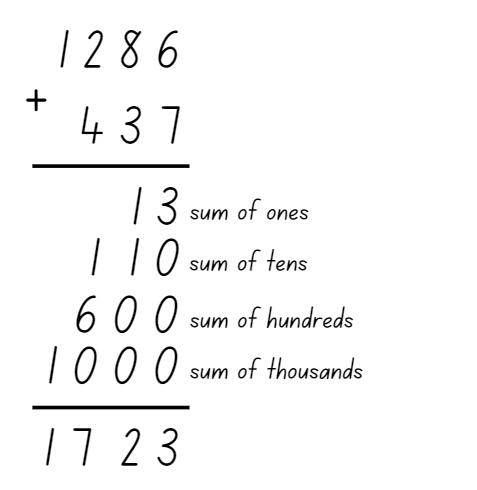 1286
+
437
13 sum of ones
110 sum of tens
600 sum of hundreds
1000 sum of thousands
1723